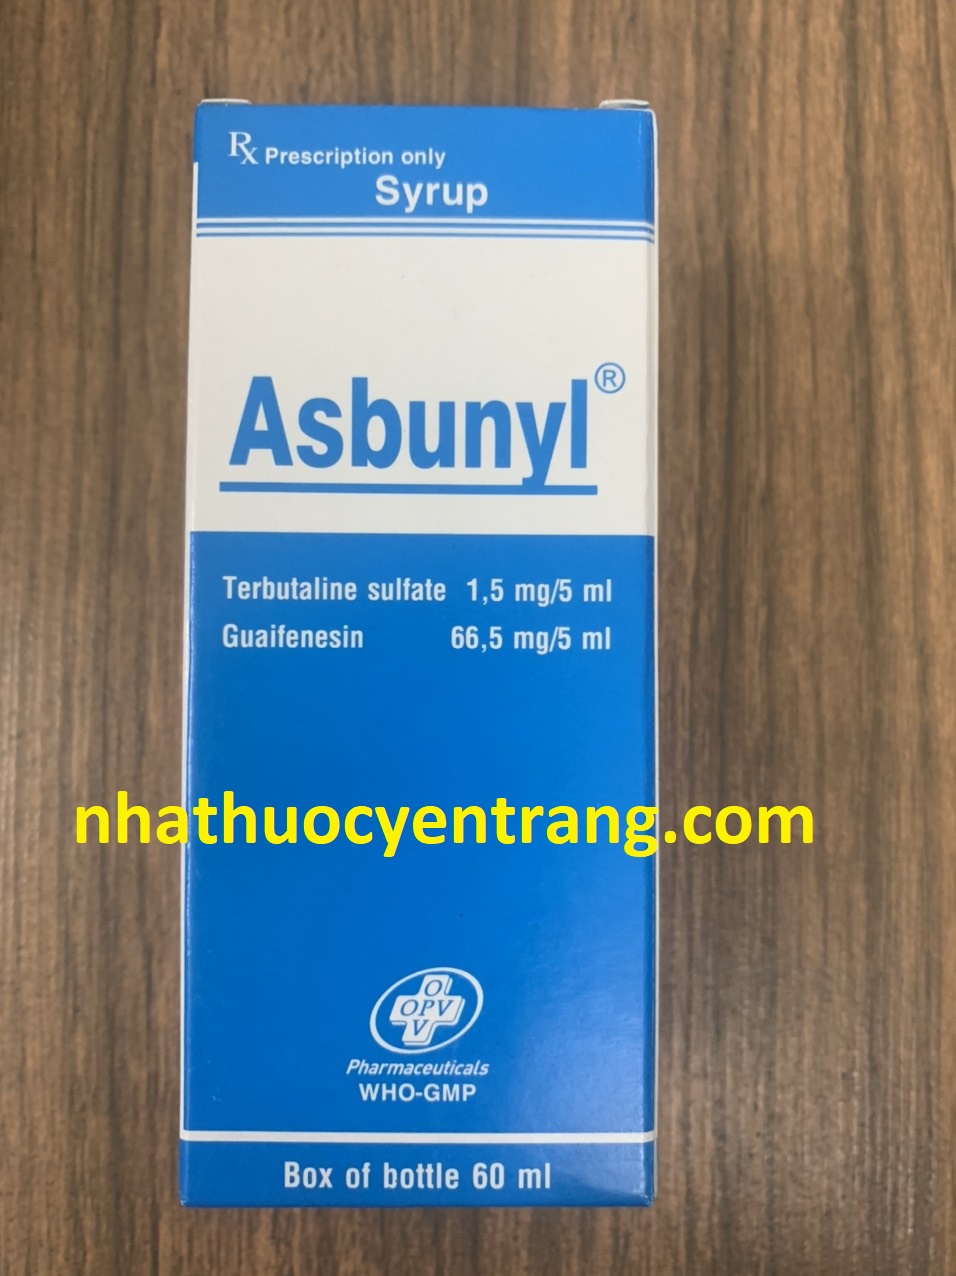 Rx Prescription only
Syrup
Asbunyl®
Terbutaline sulfate 1,5 mg/5 ml
Guaifenesin 66,5 mg/5 ml
nhathuocyentrang.com
O
OPV
V
Pharmaceuticals
WHO-GMP
Box of bottle 60 ml